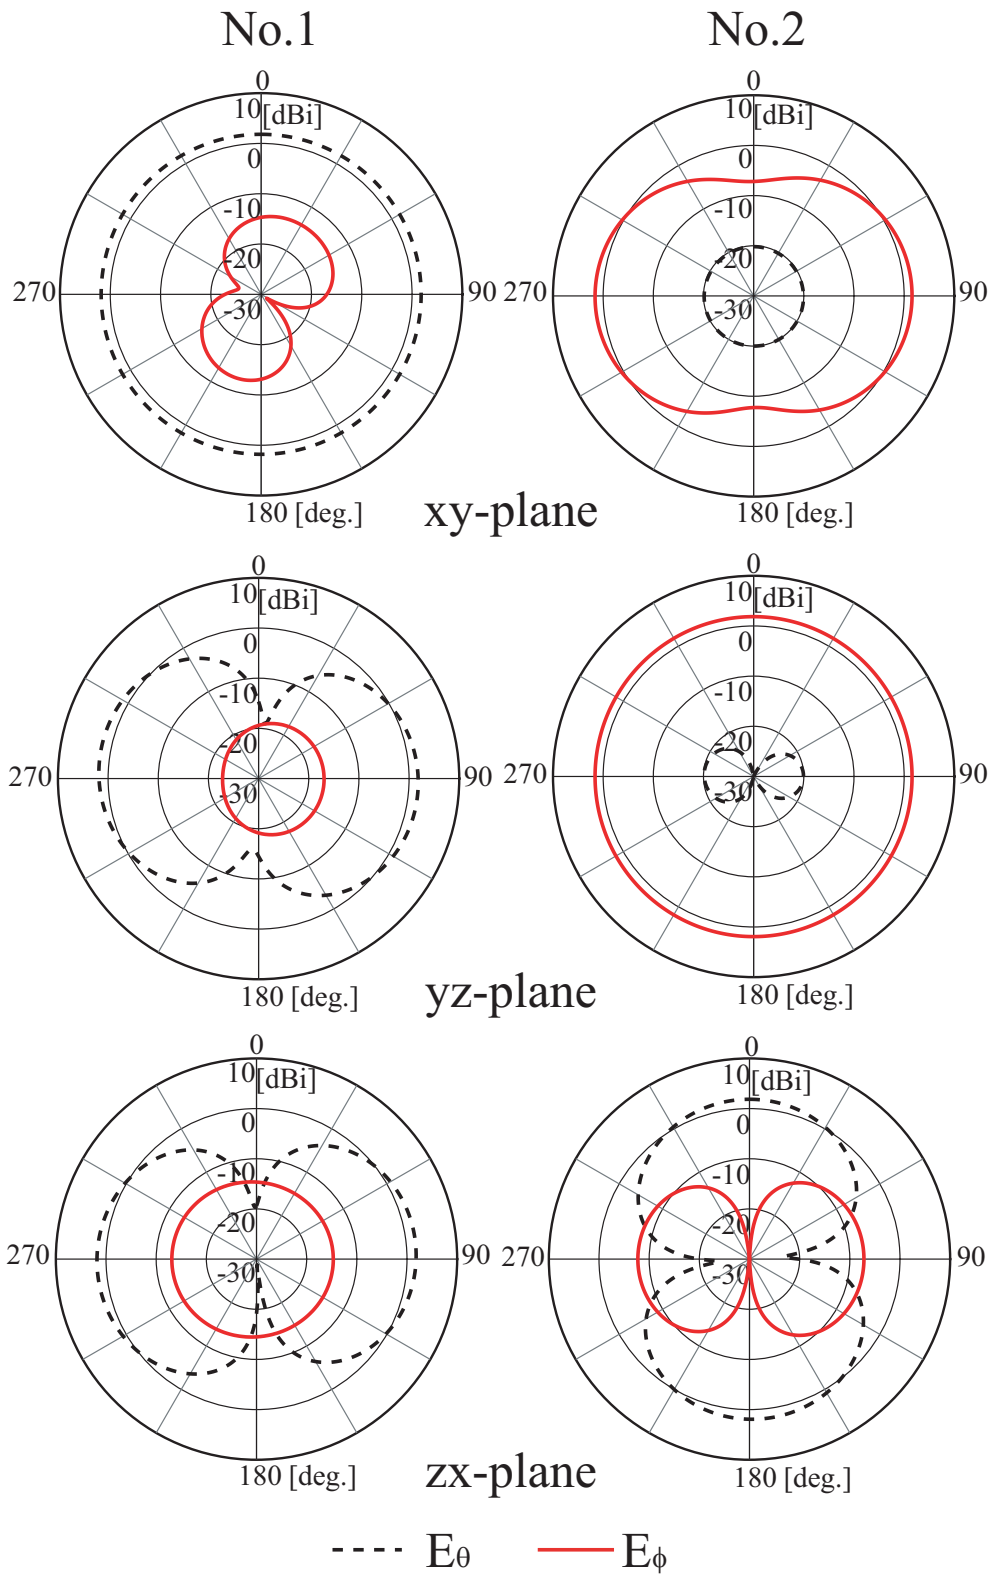 No.1 No.2
0 0
10 [dBi] 10 [dBi]
0 0
-10 -10
-20 -20
270 90 270 90
-30 -30
180 [deg.] xy-plane 180 [deg.]
0 0
10 [dBi] 10 [dBi]
0 0
-10 -10
-20 -20
270 90 270 90
-30 -30
180 [deg.] yz-plane 180 [deg.]
0 0
10 [dBi] 10 [dBi]
0 0
-10 -10
-20 -20
270 90 270 90
-30 -30
180 [deg.] zx-plane 180 [deg.]
Eθ Eϕ